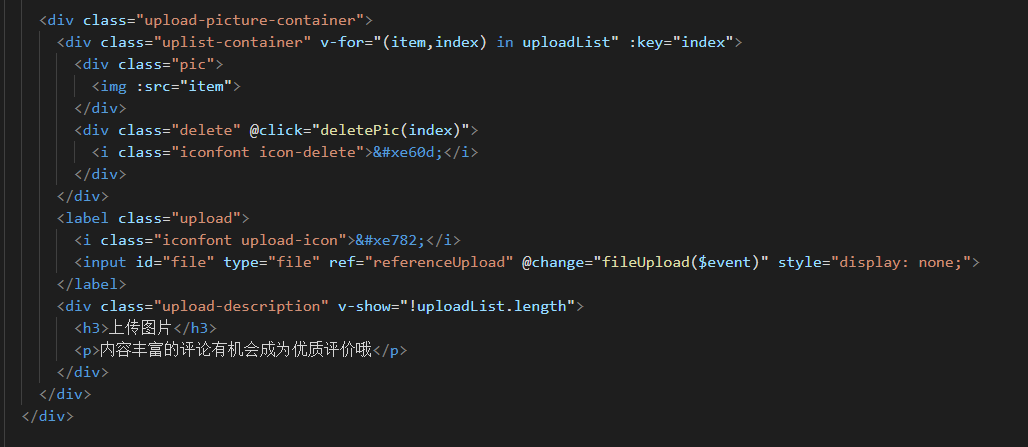 <div class="upload-picture-container">
<div class="uplist-container" v-for="(item,index) in uploadList" :key="index">
<div class="pic">
<img :src="item">
</div>
<div class="delete" @click="deletePic(index)">
<i class="iconfont icon-delete">&#xe60d;</i>
</div>
</div>
<label class="upload">
<i class="iconfont upload-icon">&#xe782;</i>
<input id="file" type="file" ref="referenceUpload" @change="fileUpload($event)" style="display: none;">
</label>
<div class="upload-description" v-show="!uploadList.length">
<h3>上传图片</h3>
<p>内容丰富的评论有机会成为优质评价哦</p>
</div>
</div>
</div>